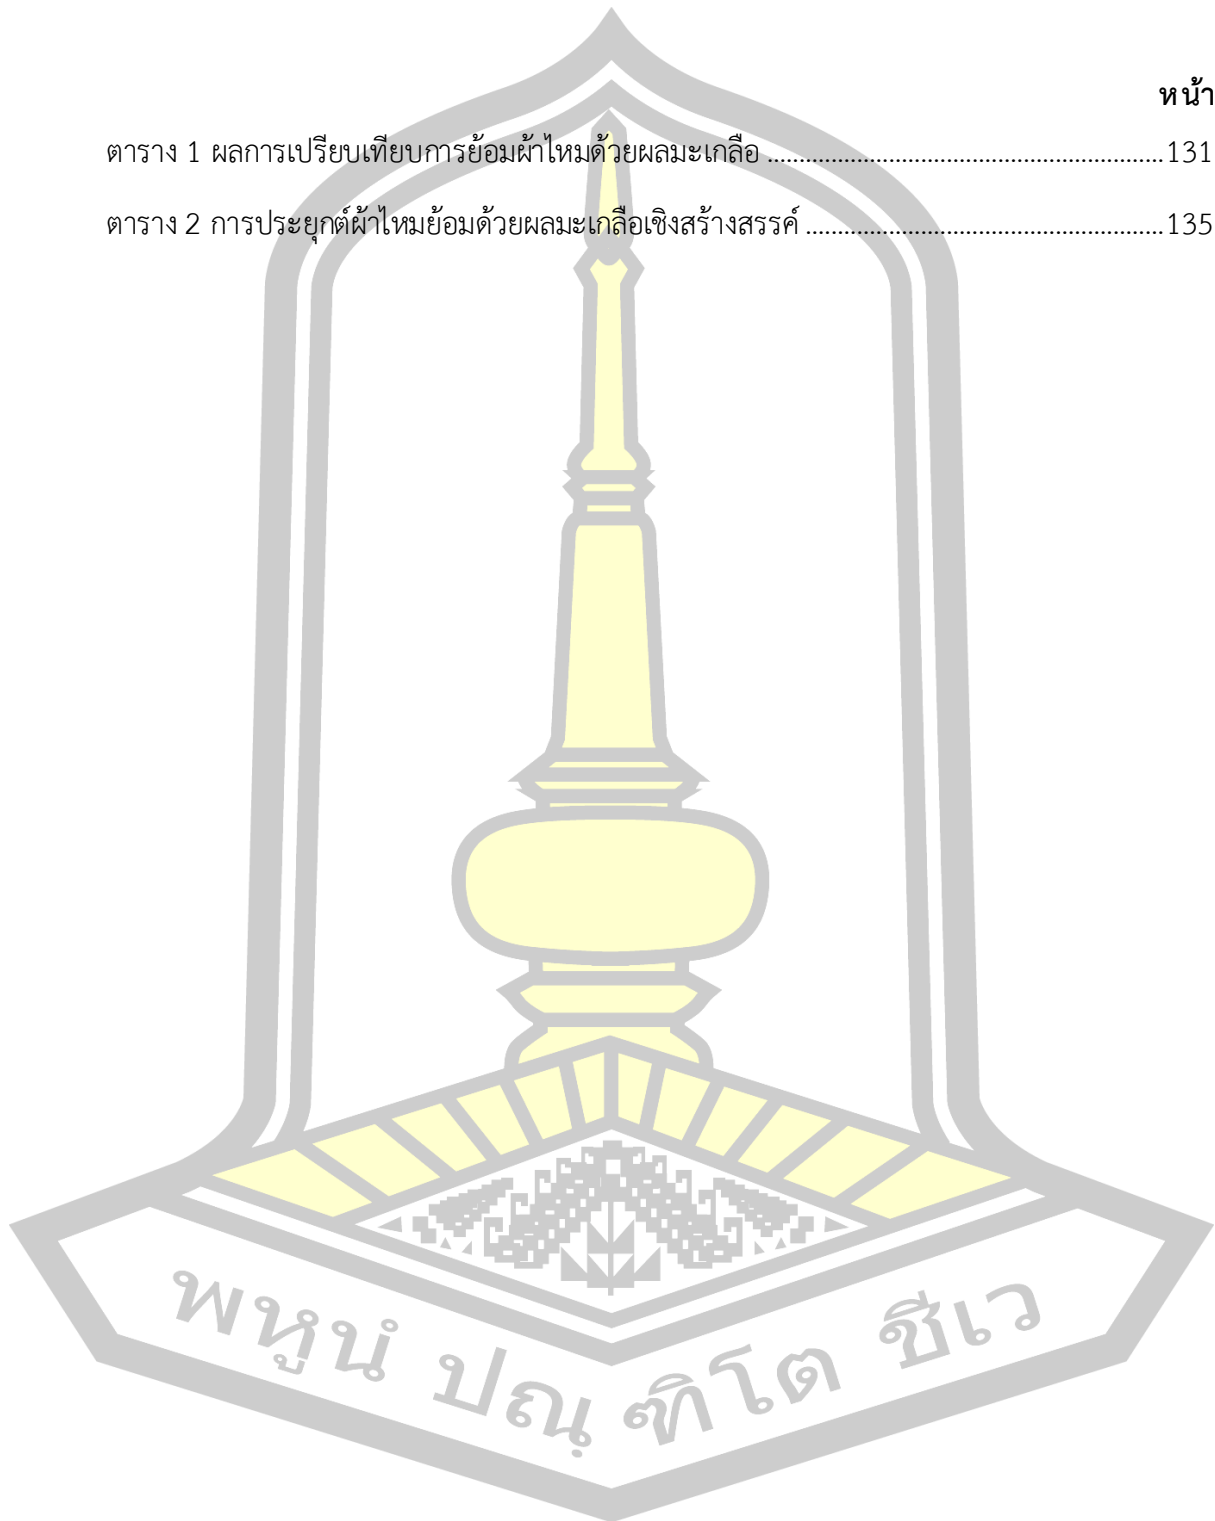 หน้า
ตาราง 1 ผลการเปรียบเทียบการย้อมผ้าไหมด้วยผลมะเกลือ ............................................................. 131
ตาราง 2 การประยุกต์ผ้าไหมย้อมด้วยผลมะเกลือเชิงสร้างสรรค์ ....................................................... 135
พหูนํ ปณฺฑิโต ชีเว